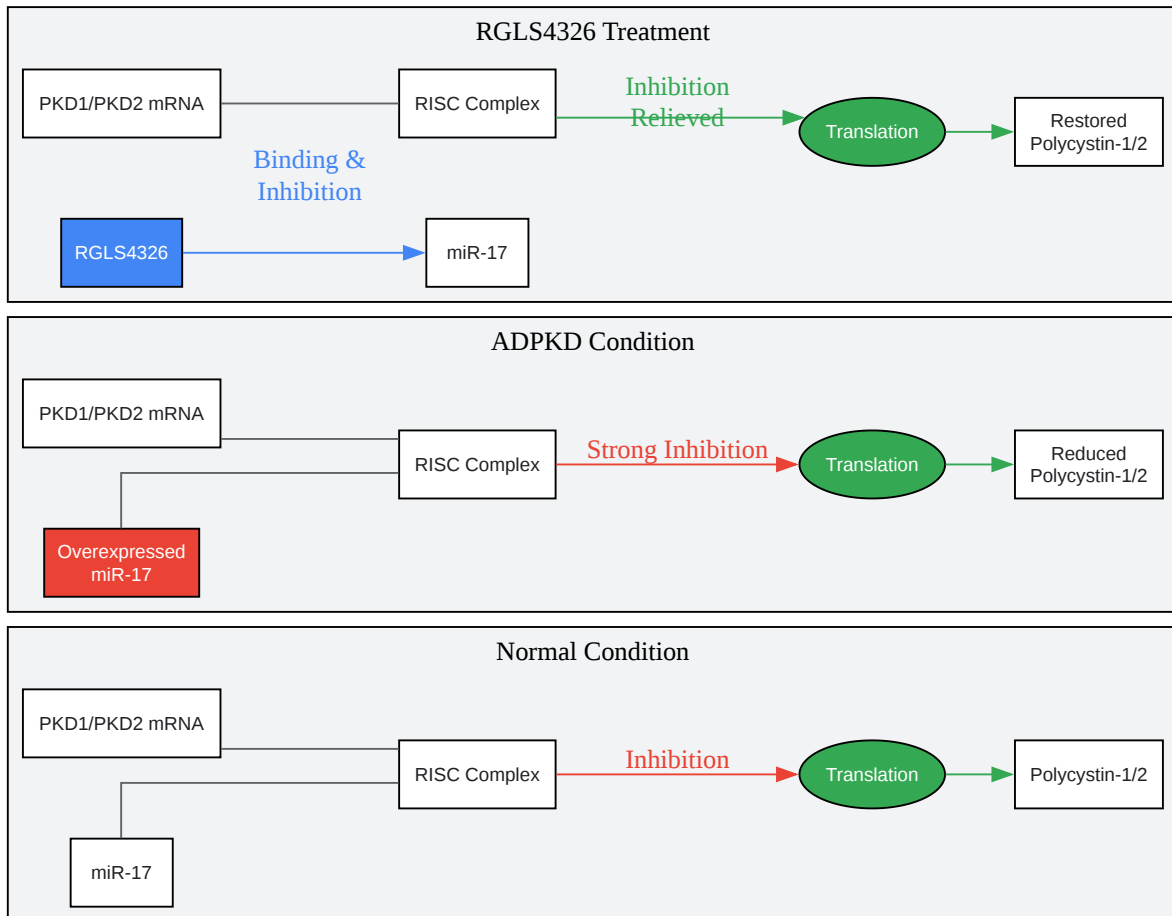 RGLS4326 Treatment
PKD1/PKD2 mRNA
RISC Complex
Inhibition
Relieved
Translation
Restored
Polycystin-1/2
Binding &
Inhibition
RGLS4326
miR-17
ADPKD Condition
PKD1/PKD2 mRNA
RISC Complex
Strong Inhibition
Translation
Reduced
Polycystin-1/2
Overexpressed
miR-17
Normal Condition
PKD1/PKD2 mRNA
RISC Complex
Inhibition
Translation
Polycystin-1/2
miR-17